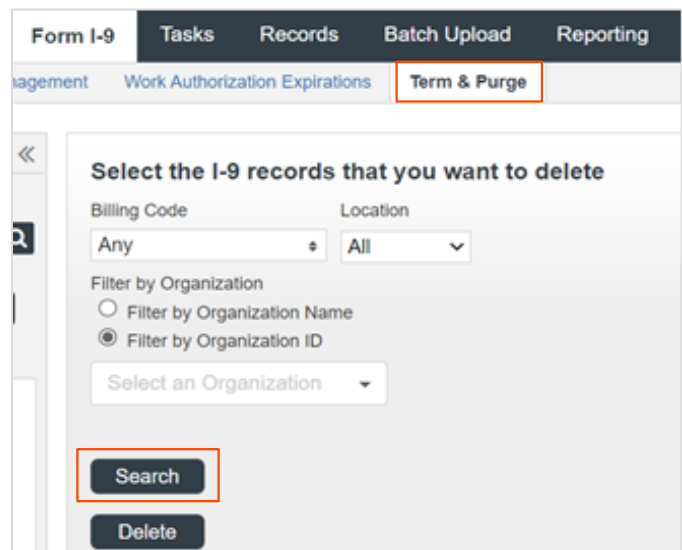 Form I-9 Tasks Records Batch Upload Reporting
Work Authorization Expirations Term & Purge
Select the I-9 records that you want to delete
Billing Code Location
Any All
Filter by Organization
Filter by Organization Name
Filter by Organization ID
Select an Organization
Search
Delete